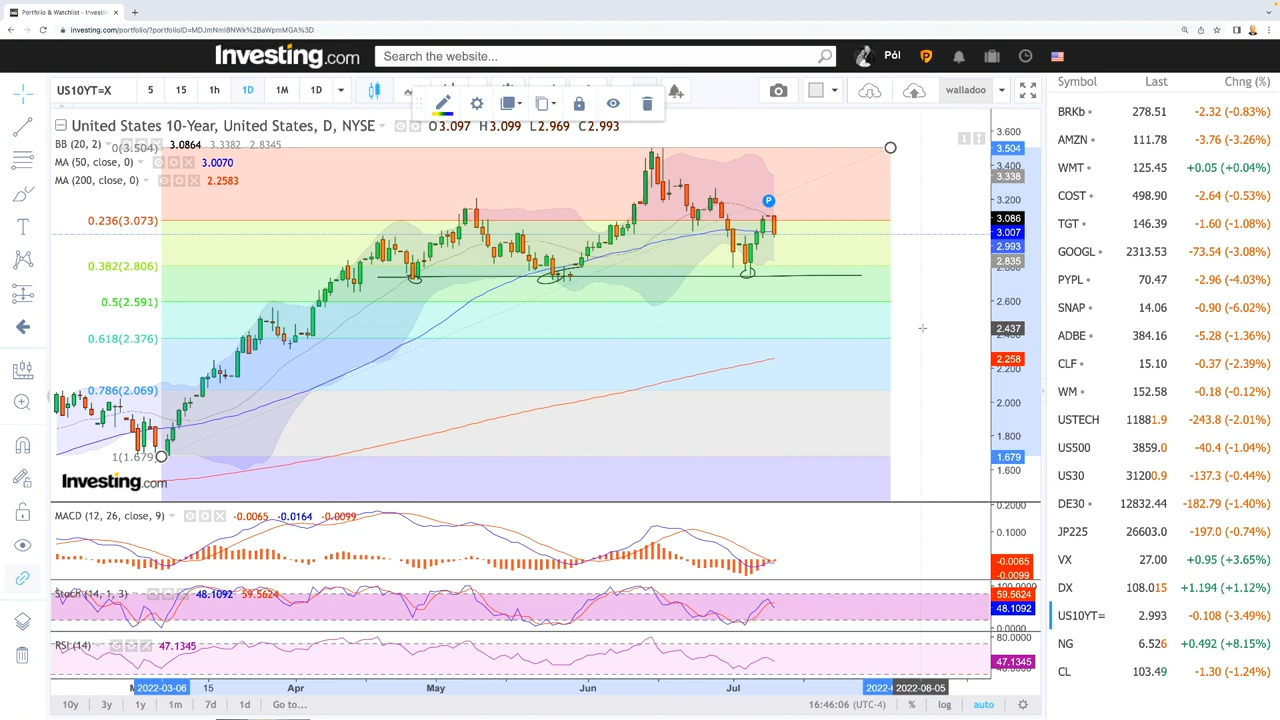 Portfolio & Watchlist - Investin
investing.com/portfolio/?portfolioID=MDJmNml8NWk%2BaWpmMGA%3D
Investing.com Search the website... Pól
US10YT=X 5 15 1h 1D 1M 1D walladoo
United States 10-Year, United States, D, NYSE O3.097 H3.099 L2.969 C2.993
BB (20, 2) 3.0864 3.3382 2.8345
0(3.504)
MA (50, close, 0) 3.0070
MA (200, close, 0) 2.2583
0.236(3.073)
0.382(2.806)
0.5(2.591)
0.618(2.376)
0.786(2.069)
1(1.679)
P
Investing.com
3.600
3.504
3.400
3.338
3.200
3.086
3.007
2.993
2.835
2.600
2.437
2.258
2.200
2.000
1.800
1.679
1.600
MACD (12, 26, close, 9) -0.0065 -0.0164 -0.0099
0.2000
0.1000
-0.0065
-0.0099
Stoch (14, 1, 3) 48.1092 59.5624
59.5624
48.1092
0.0000
RSI (14) 47.1345
80.0000
47.1345
2022-03-06 15 Apr May Jun Jul 2022-08-05
10y 3y 1y 1m 7d 1d Go to... 16:46:06 (UTC-4) % log auto
Symbol Last Chng (%)
BRKb 278.51 -2.32 (-0.83%)
AMZN 111.78 -3.76 (-3.26%)
WMT 125.45 +0.05 (+0.04%)
COST 498.90 -2.64 (-0.53%)
TGT 146.39 -1.60 (-1.08%)
GOOGL 2313.53 -73.54 (-3.08%)
PYPL 70.47 -2.96 (-4.03%)
SNAP 14.06 -0.90 (-6.02%)
ADBE 384.16 -5.28 (-1.36%)
CLF 15.10 -0.37 (-2.39%)
WM 152.58 -0.18 (-0.12%)
USTECH 11881.9 -243.8 (-2.01%)
US500 3859.0 -40.4 (-1.04%)
US30 31200.9 -137.3 (-0.44%)
DE30 12832.44 -182.79 (-1.40%)
JP225 26603.0 -197.0 (-0.74%)
VX 27.00 +0.95 (+3.65%)
DX 108.015 +1.194 (+1.12%)
US10YT= 2.993 -0.108 (-3.49%)
NG 6.526 +0.492 (+8.15%)
CL 103.49 -1.30 (-1.24%)